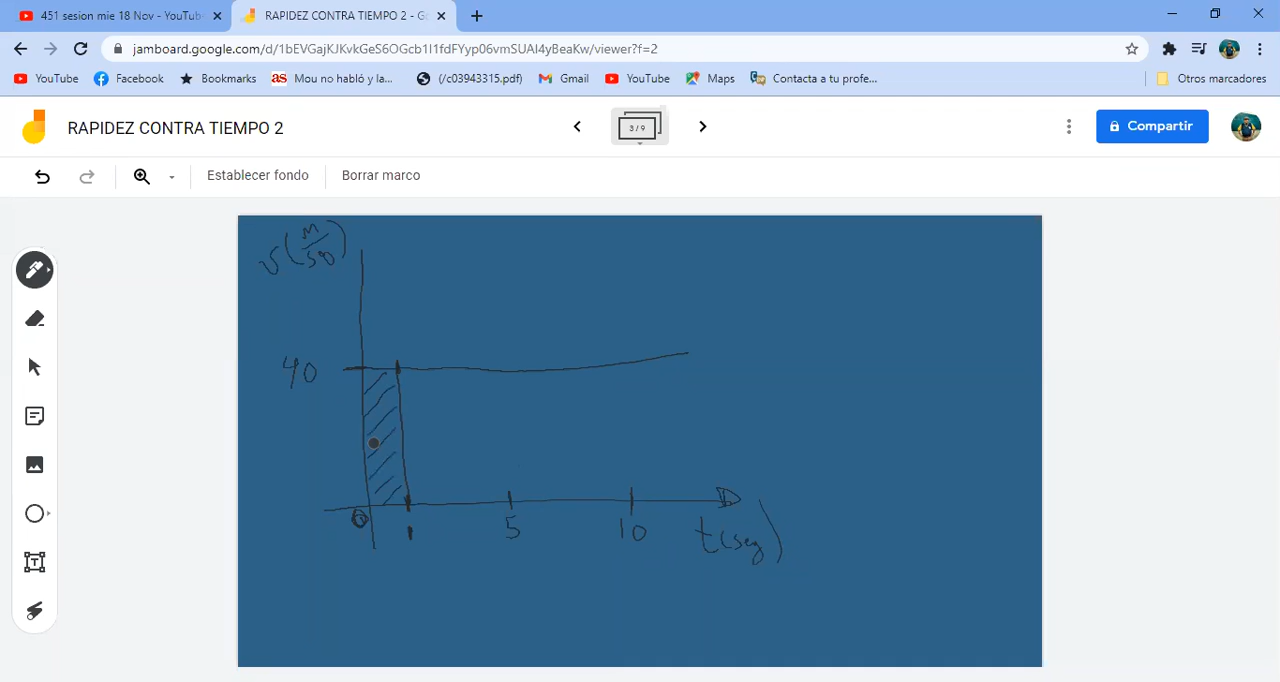 451 sesion mie 18 Nov - YouTub
RAPIDEZ CONTRA TIEMPO 2 - Go
jamboard.google.com/d/1bEVGajKJKvkGeS6OGcb1I1fdFYyp06vmSUAI4yBeaKw/viewer?f=2
YouTube
Facebook
Bookmarks
Mou no habló y la...
(/c03943315.pdf)
Gmail
YouTube
Maps
Contacta a tu profe...
Otros marcadores
RAPIDEZ CONTRA TIEMPO 2
3 / 9
Compartir
Establecer fondo
Borrar marco
40
0
1
5
10
t(seg)